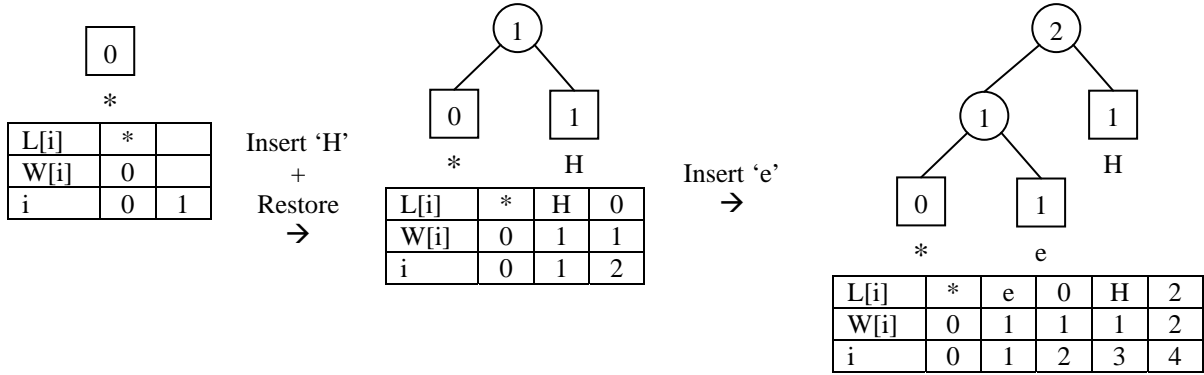 0
*
L[i] *
W[i] 0
i 0 1
Insert ‘H’
+
Restore
→
1
0 1
* H
L[i] * H 0
W[i] 0 1 1
i 0 1 2
Insert ‘e’
→
2
1 1
H
0 1
* e
L[i] * e 0 H 2
W[i] 0 1 1 1 2
i 0 1 2 3 4